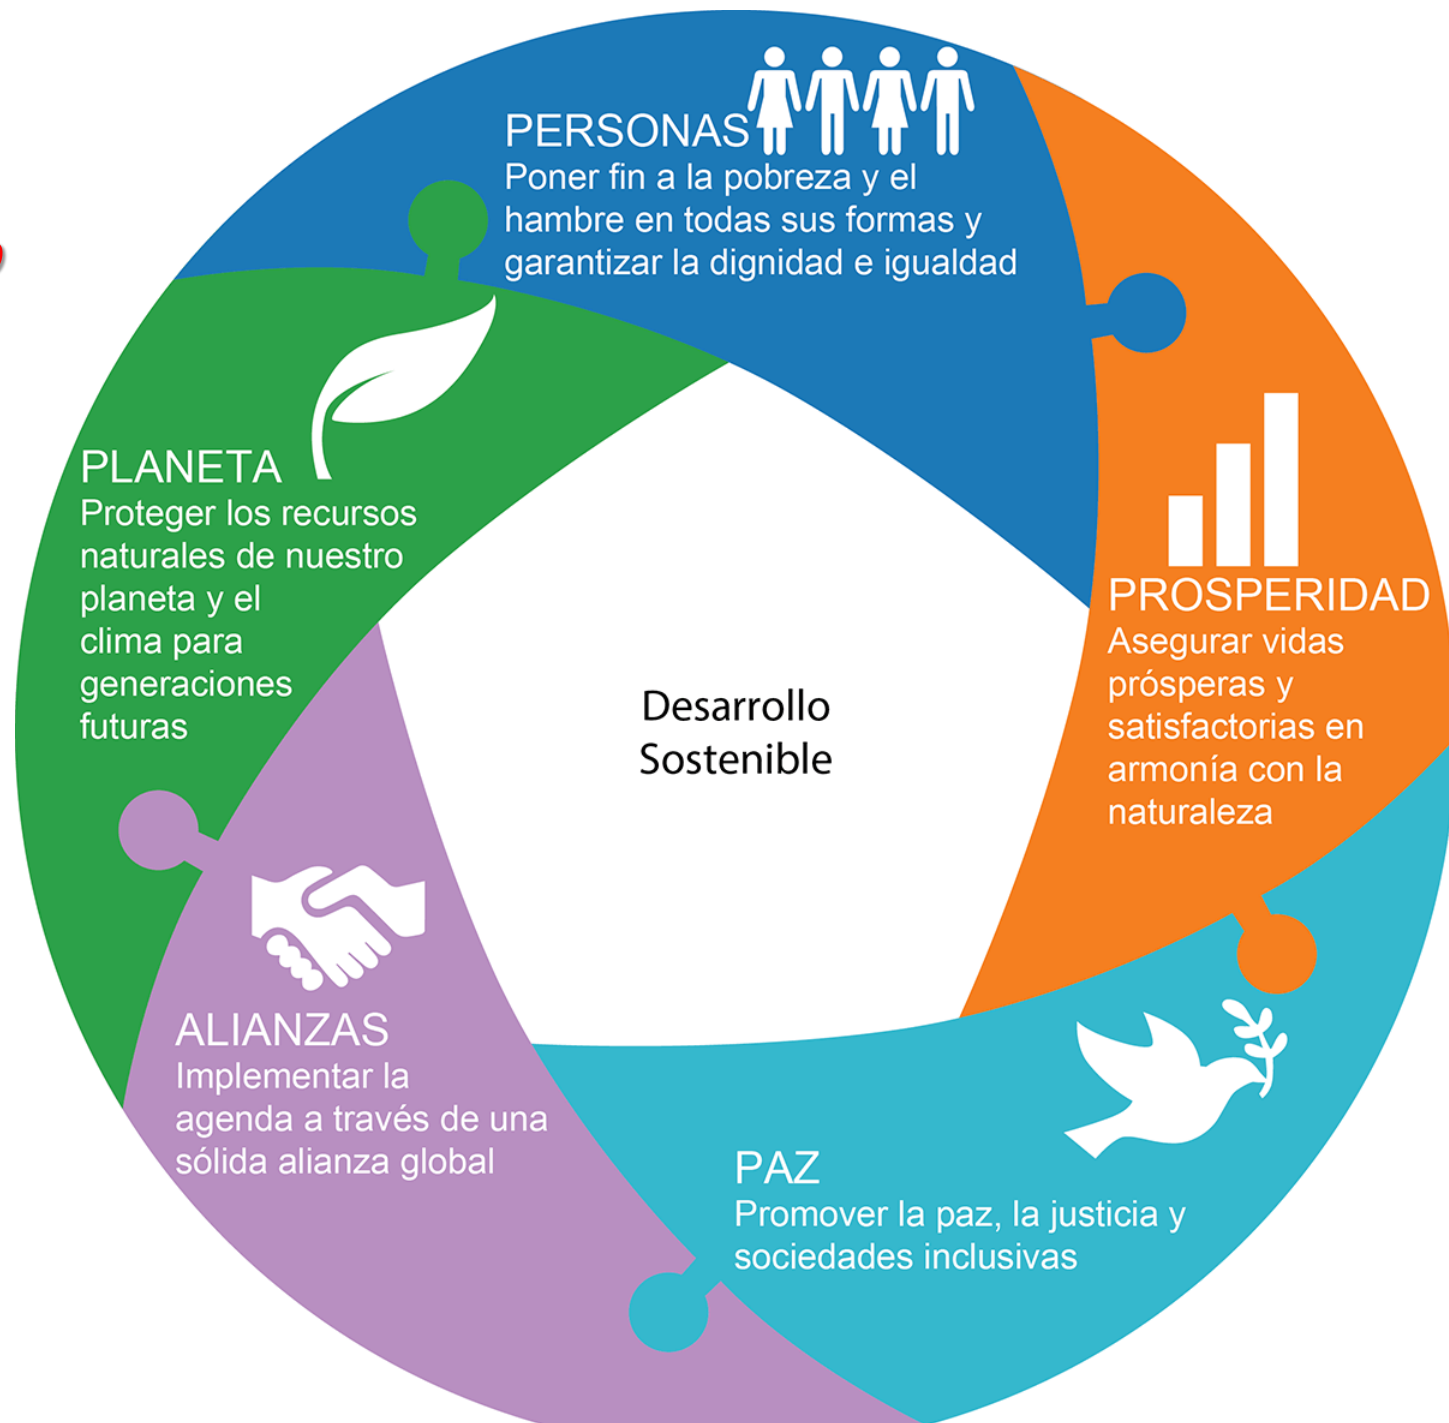 PERSONAS
Poner fin a la pobreza y el
hambre en todas sus formas y
garantizar la dignidad e igualdad
PLANETA
Proteger los recursos
naturales de nuestro
planeta y el
clima para
generaciones
futuras
PROSPERIDAD
Asegurar vidas
prósperas y
satisfactorias en
armonía con la
naturaleza
Desarrollo
Sostenible
ALIANZAS
Implementar la
agenda a través de una
sólida alianza global
PAZ
Promover la paz, la justicia y
sociedades inclusivas